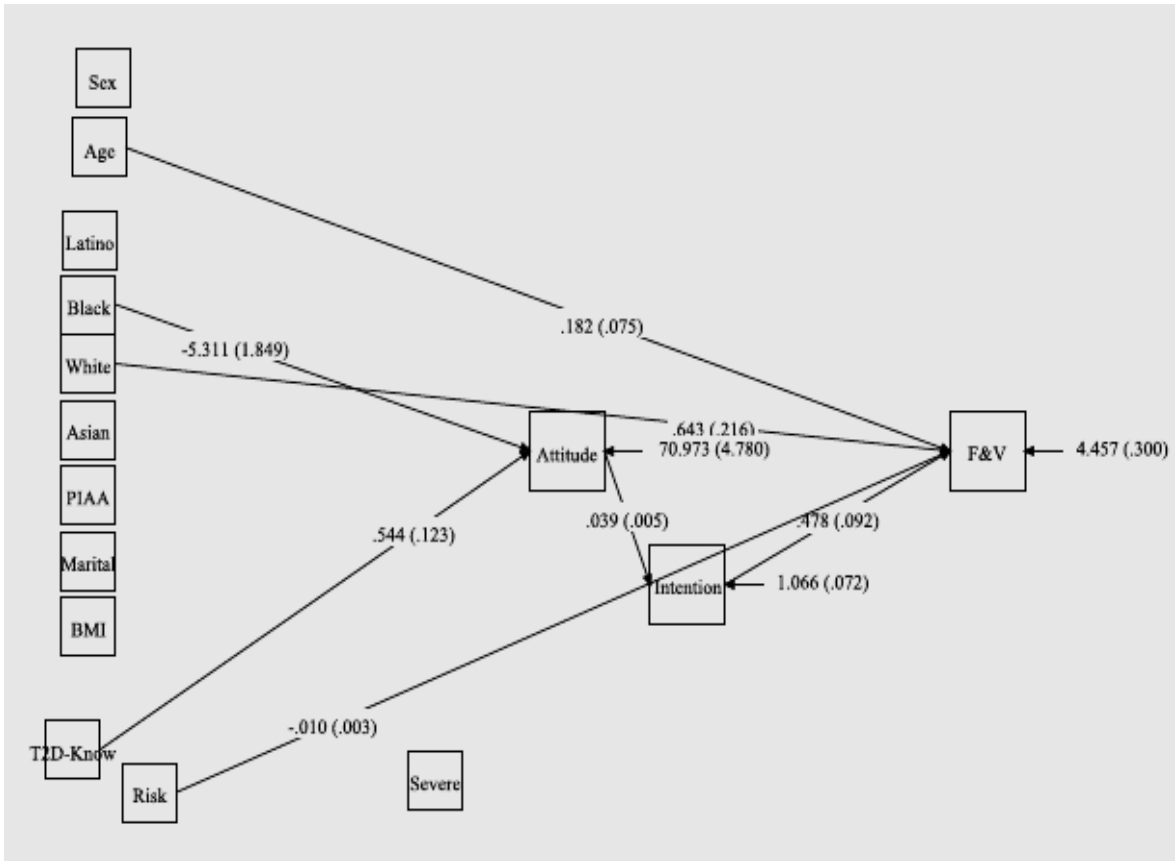 Sex
Age
Latino
Black
.182 (.075)
-5.311 (1.849)
White
.643 (.216)
Asian
Attitude
70.973 (4.780)
F&V
4.457 (.300)
PIAA
.039 (.005)
.478 (.092)
.544 (.123)
Marital
Intention
1.066 (.072)
BMI
-.010 (.003)
T2D-Know
Risk
Severe